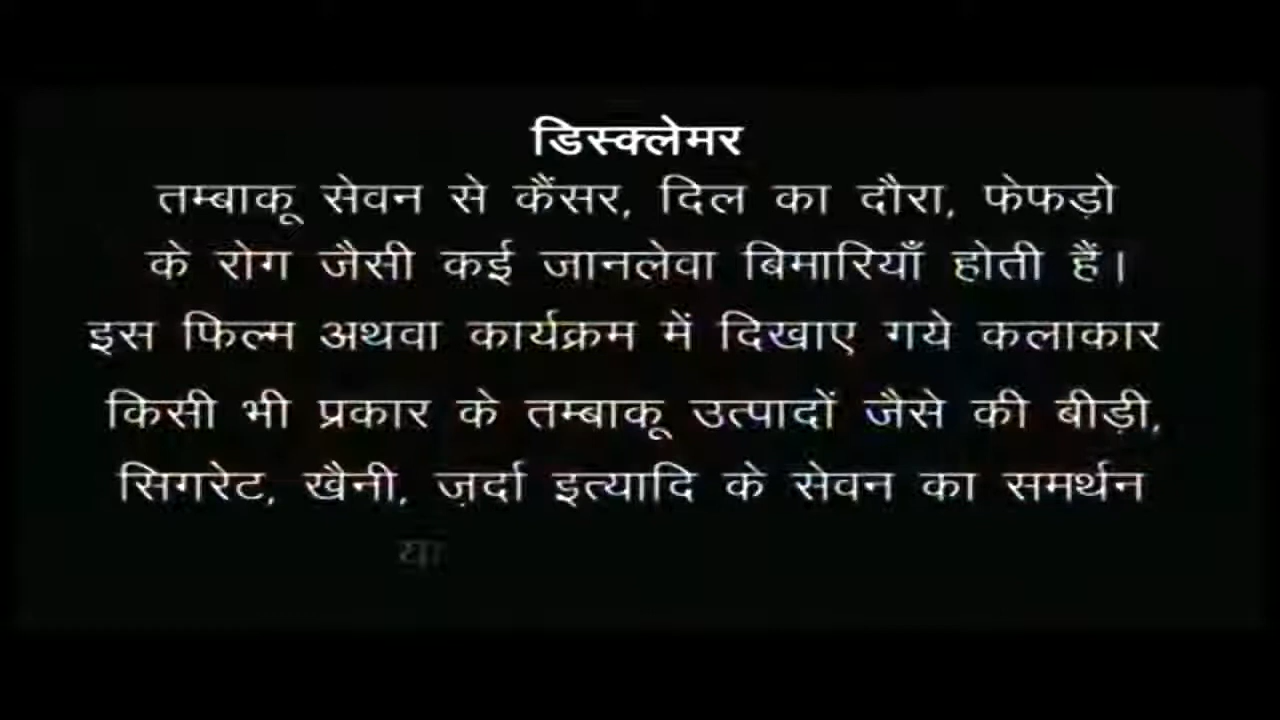 डिस्क्लेमर
तम्बाकू सेवन से कैंसर, दिल का दौरा, फेफड़ो
के रोग जैसी कई जानलेवा बिमारियाँ होती हैं।
इस फिल्म अथवा कार्यक्रम में दिखाए गये कलाकार
किसी भी प्रकार के तम्बाकू उत्पादों जैसे की बीड़ी,
सिगरेट, खैनी, ज़र्दा इत्यादि के सेवन का समर्थन
या